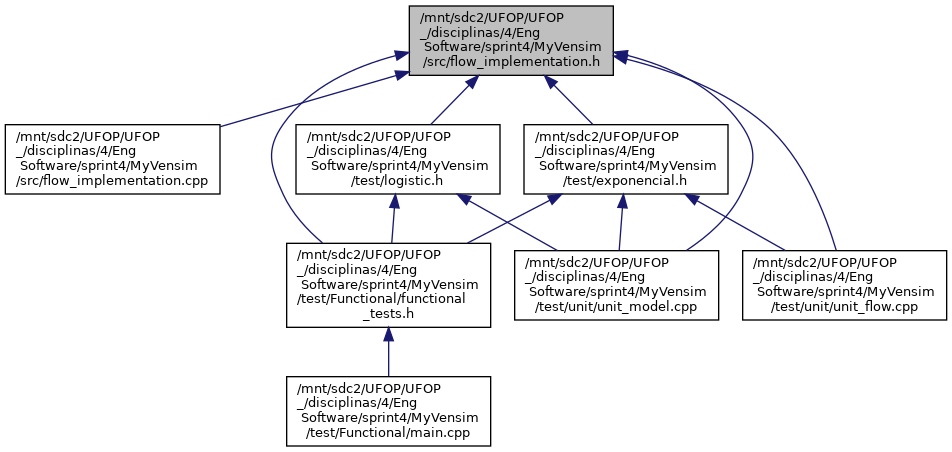 /mnt/sdc2/UFOP/UFOP
_/disciplinas/4/Eng
Software/sprint4/MyVensim
/src/flow_implementation.h
/mnt/sdc2/UFOP/UFOP
_/disciplinas/4/Eng
Software/sprint4/MyVensim
/src/flow_implementation.cpp
/mnt/sdc2/UFOP/UFOP
_/disciplinas/4/Eng
Software/sprint4/MyVensim
/test/logistic.h
/mnt/sdc2/UFOP/UFOP
_/disciplinas/4/Eng
Software/sprint4/MyVensim
/test/exponencial.h
/mnt/sdc2/UFOP/UFOP
_/disciplinas/4/Eng
Software/sprint4/MyVensim
/test/Functional/functional
_tests.h
/mnt/sdc2/UFOP/UFOP
_/disciplinas/4/Eng
Software/sprint4/MyVensim
/test/unit/unit_model.cpp
/mnt/sdc2/UFOP/UFOP
_/disciplinas/4/Eng
Software/sprint4/MyVensim
/test/unit/unit_flow.cpp
/mnt/sdc2/UFOP/UFOP
_/disciplinas/4/Eng
Software/sprint4/MyVensim
/test/Functional/main.cpp